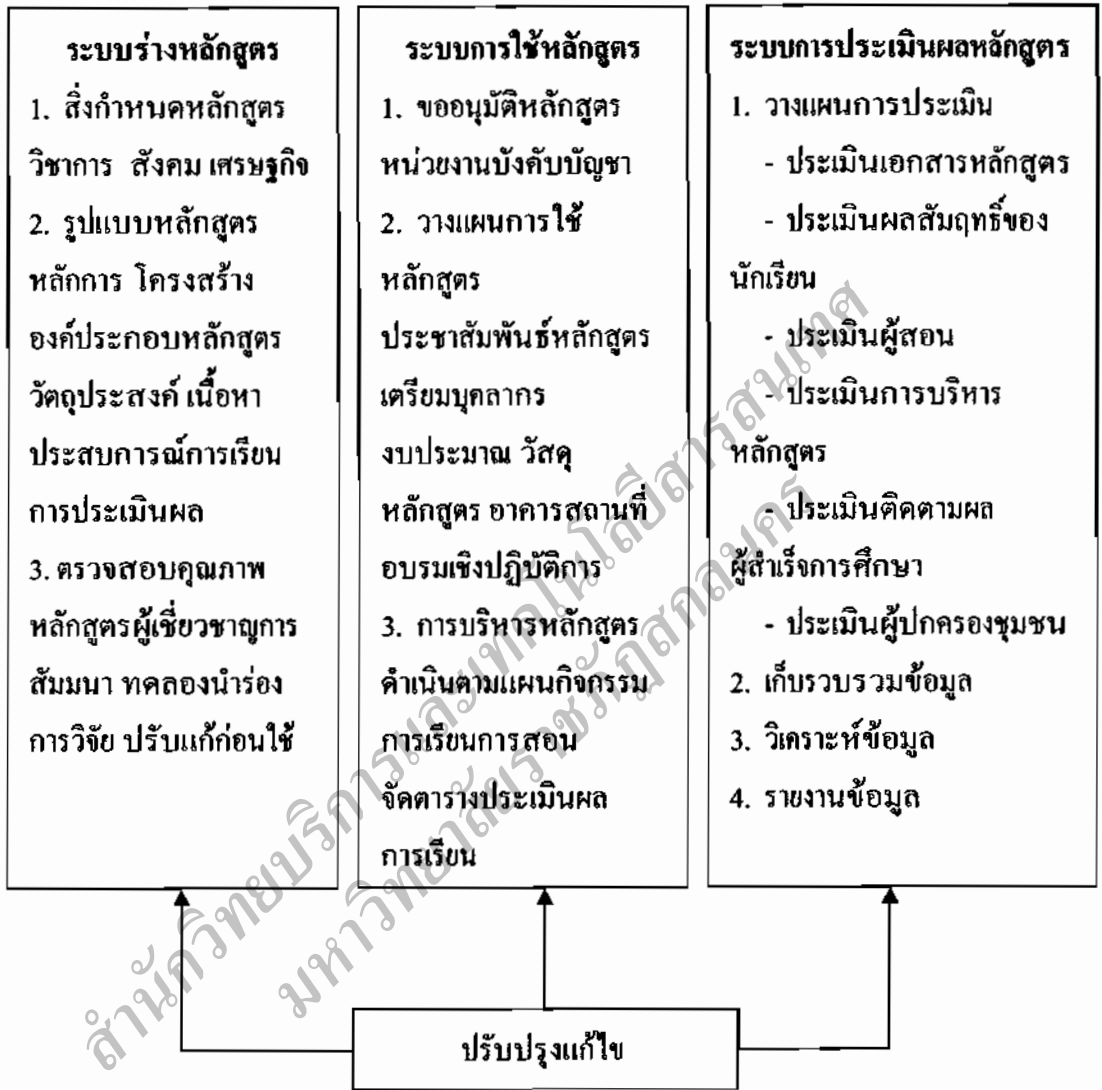 ระบบร่างหลักสูตร
1. สิ่งกำหนดหลักสูตร
วิชาการ สังคม เศรษฐกิจ
2. รูปแบบหลักสูตร
หลักการ โครงสร้าง
องค์ประกอบหลักสูตร
วัตถุประสงค์ เนื้อหา
ประสบการณ์การเรียน
การประเมินผล
3. ตรวจสอบคุณภาพ
หลักสูตรผู้เชี่ยวชาญการ
สัมมนา ทดลองนำร่อง
การวิจัย ปรับแก้ก่อนใช้
ระบบการใช้หลักสูตร
1. ขออนุมัติหลักสูตร
หน่วยงานบังคับบัญชา
2. วางแผนการใช้
หลักสูตร
ประชาสัมพันธ์หลักสูตร
เตรียมบุคลากร
งบประมาณ วัสดุ
หลักสูตร อาคารสถานที่
อบรมเชิงปฏิบัติการ
3. การบริหารหลักสูตร
ดำเนินตามแผนกิจกรรม
การเรียนการสอน
จัดตารางประเมินผล
การเรียน
ระบบการประเมินผลหลักสูตร
1. วางแผนการประเมิน
- ประเมินเอกสารหลักสูตร
- ประเมินผลสัมฤทธิ์ของ
นักเรียน
- ประเมินผู้สอน
- ประเมินการบริหาร
หลักสูตร
- ประเมินติดตามผล
ผู้สำเร็จการศึกษา
- ประเมินผู้ปกครองชุมชน
2. เก็บรวบรวมข้อมูล
3. วิเคราะห์ข้อมูล
4. รายงานข้อมูล
ปรับปรุงแก้ไข
สำนักวิทยบริการและเทคโนโลยีสารสนเทศ
มหาวิทยาลัยราชภัฏสกลนคร